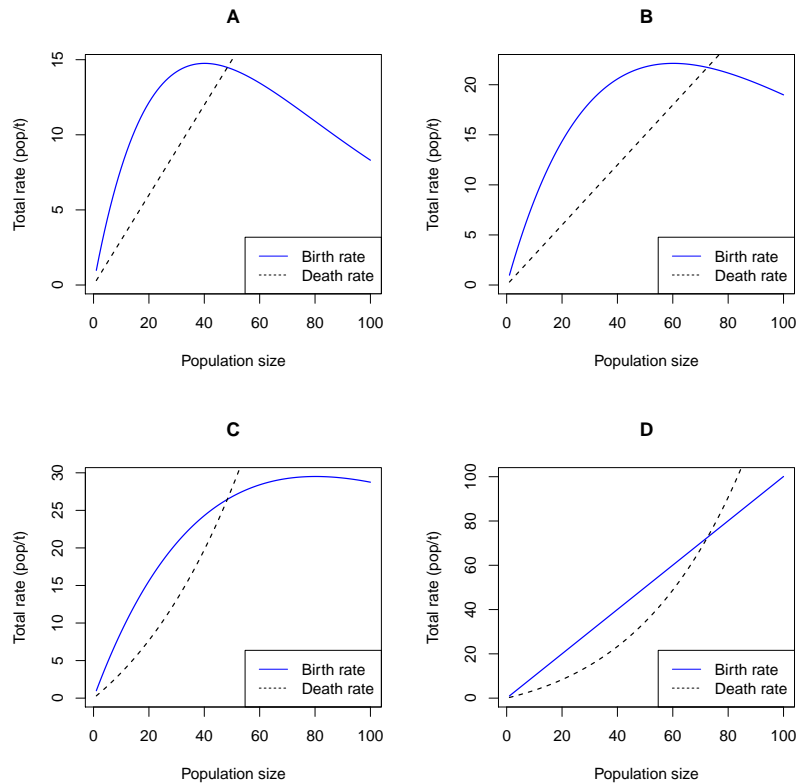 A
Total rate (pop/t)
15
10
5
0
Birth rate
Death rate
0 20 40 60 80 100
Population size
B
Total rate (pop/t)
20
15
10
5
0
Birth rate
Death rate
0 20 40 60 80 100
Population size
C
Total rate (pop/t)
30
25
20
15
10
5
0
Birth rate
Death rate
0 20 40 60 80 100
Population size
D
Total rate (pop/t)
100
80
60
40
20
0
Birth rate
Death rate
0 20 40 60 80 100
Population size